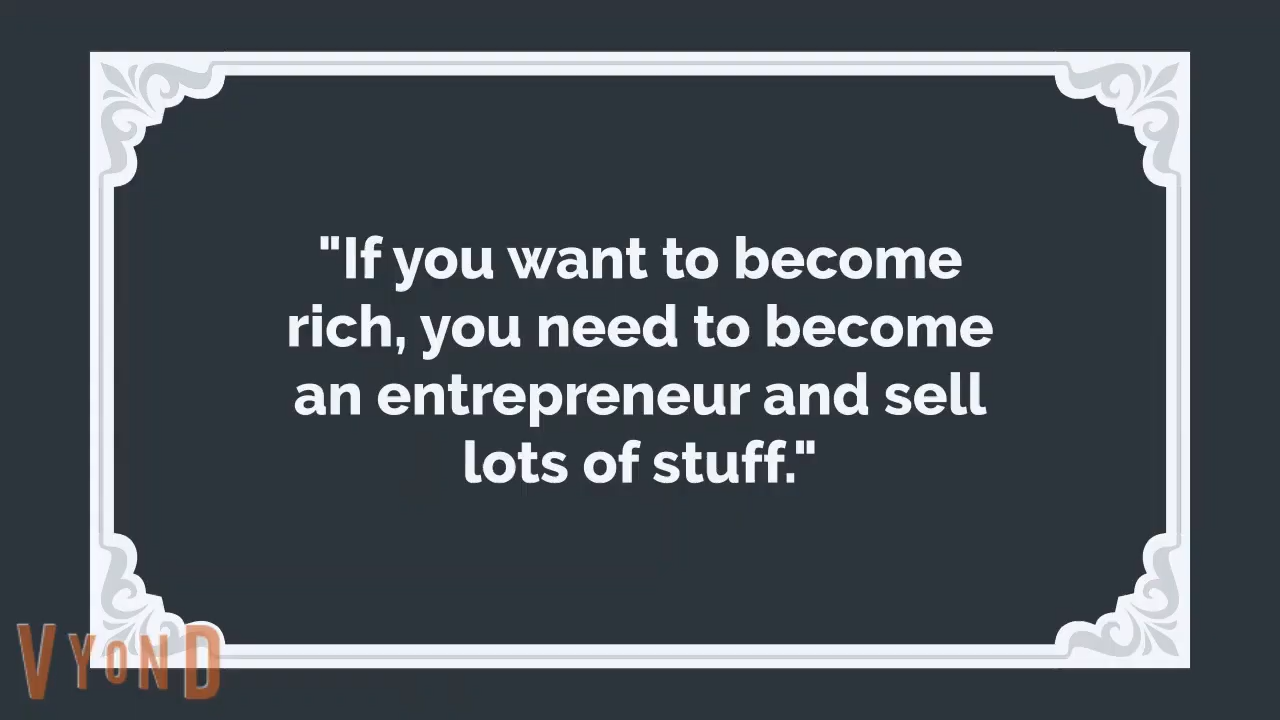 "If you want to become
rich, you need to become
an entrepreneur and sell
lots of stuff."
VYOND